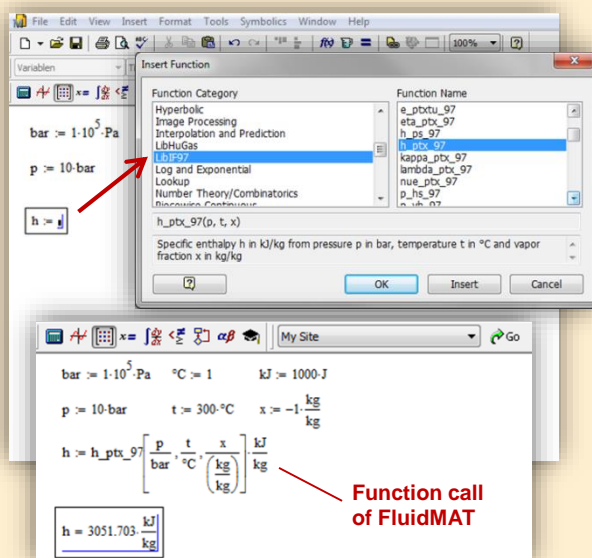 File Edit View Insert Format Tools Symbolics Window Help
100%
Variablen
Insert Function
Function Category
Function Name
Hyperbolic
Image Processing
Interpolation and Prediction
LibHuGas
LibIF97
Log and Exponential
Lookup
Number Theory/Combinatorics
Piecewise Continuous
e_ptxtu_97
eta_ptx_97
h_ps_97
h_ptx_97
kappa_ptx_97
lambda_ptx_97
nue_ptx_97
p_hs_97
h_ptx_97(p, t, x)
Specific enthalpy h in kJ/kg from pressure p in bar, temperature t in °C and vapor
fraction x in kg/kg
OK Insert Cancel
bar := 1·10^5·Pa
p := 10·bar
h :=
x= αβ My Site Go
bar := 1·10^5·Pa °C := 1 kJ := 1000·J
p := 10·bar t := 300·°C x := −1·kg/kg
h := h_ptx_97[p/bar, t/°C, x/(kg/kg)]·kJ/kg
h = 3051.703·kJ/kg
Function call
of FluidMAT